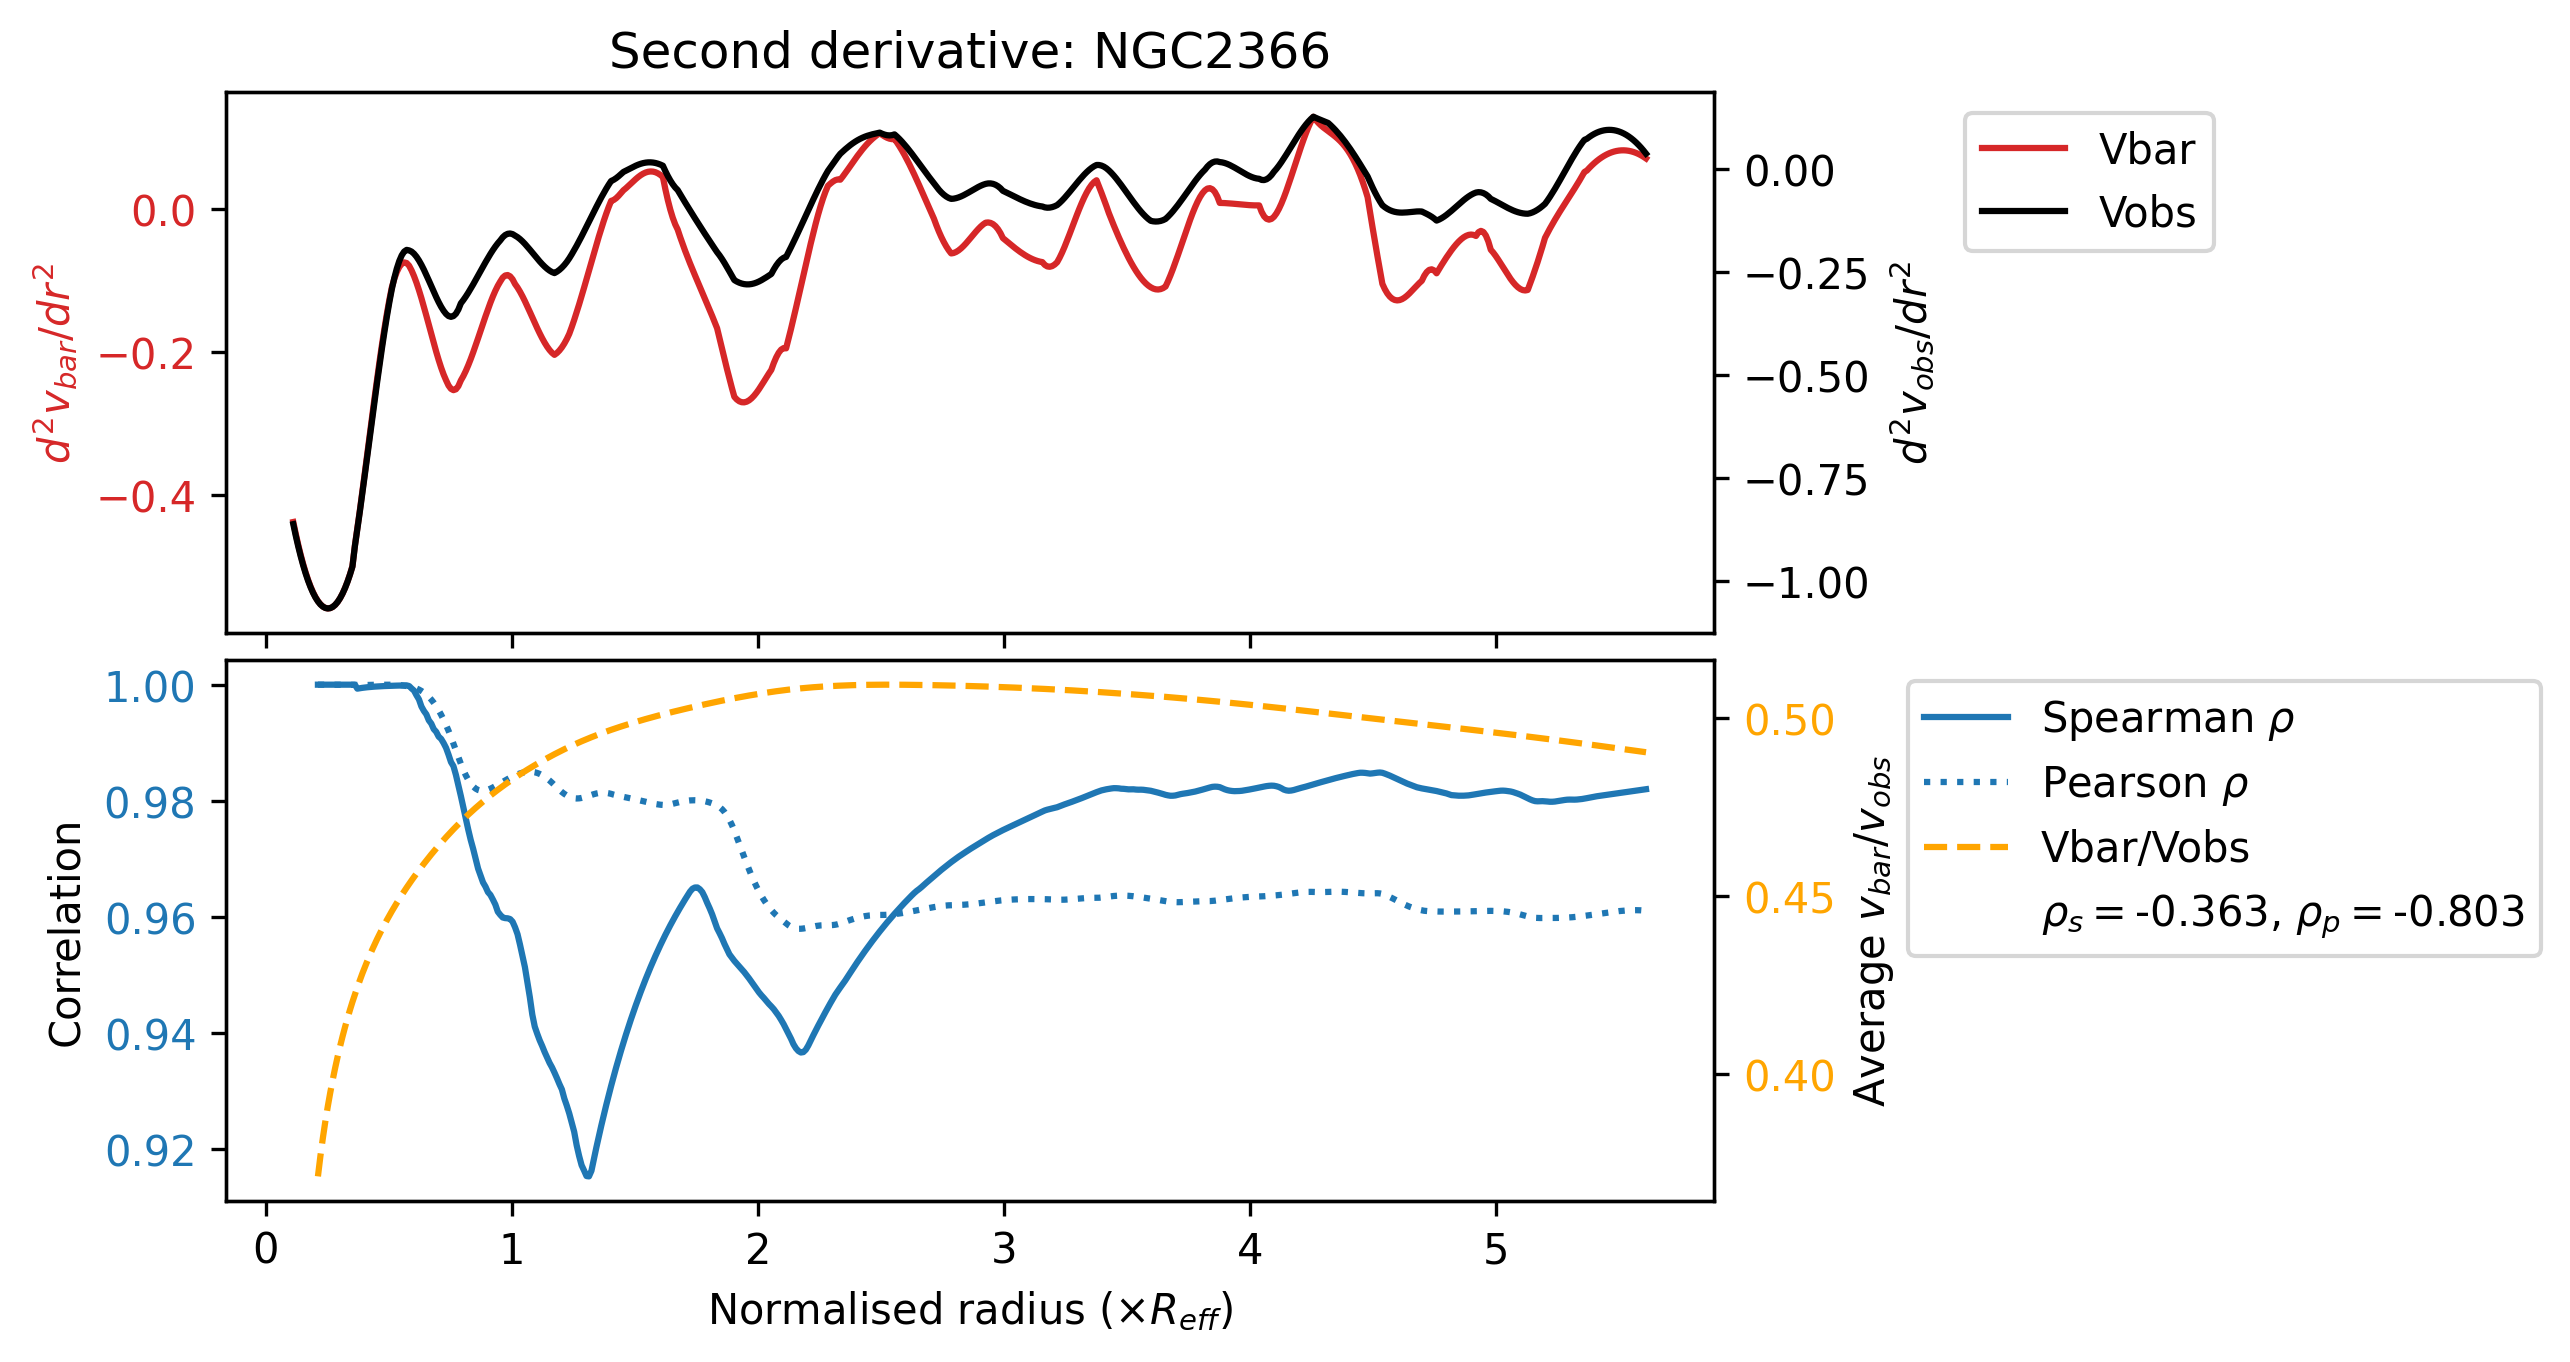 Second derivative: NGC2366
d²v_bar/dr²
0.0
−0.2
−0.4
0.00
−0.25
−0.50
−0.75
−1.00
d²v_obs/dr²
Vbar
Vobs
Correlation
1.00
0.98
0.96
0.94
0.92
0.50
0.45
0.40
Average v_bar/v_obs
Spearman ρ
Pearson ρ
Vbar/Vobs
ρ_s = -0.363, ρ_p = -0.803
0 1 2 3 4 5
Normalised radius (×R_eff)